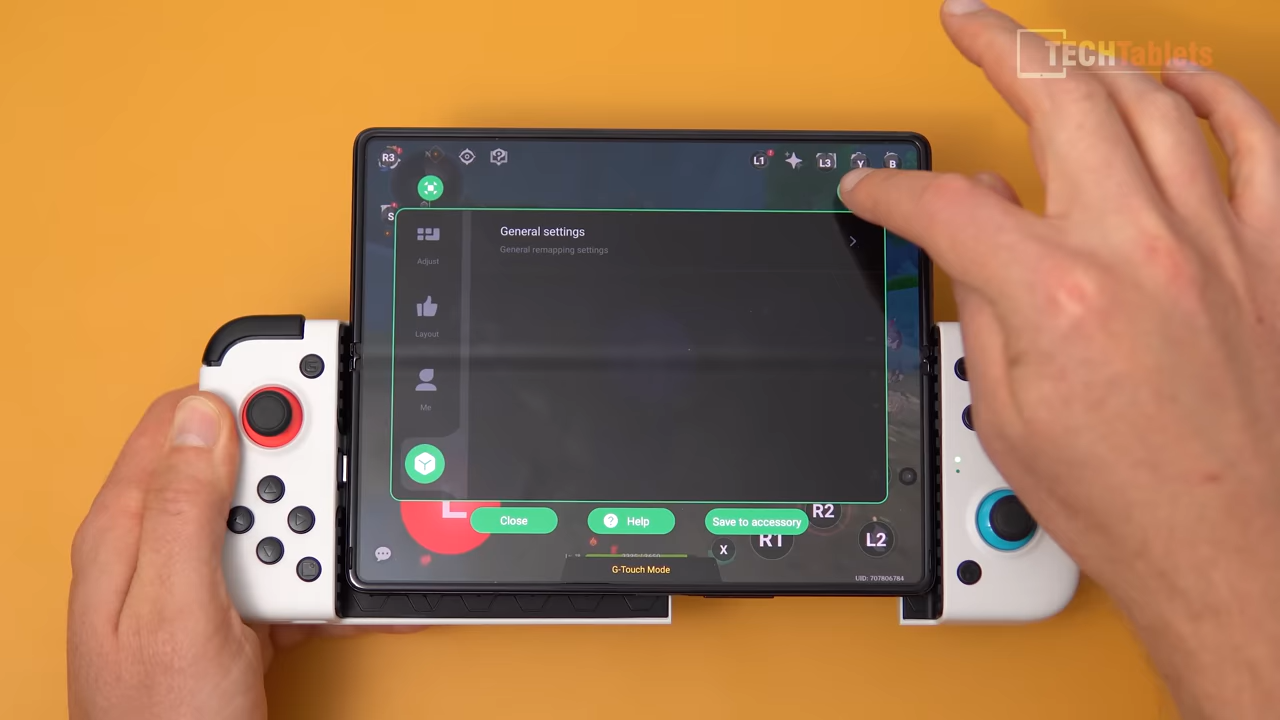 TECHTablets
R3
N
L1
L3
Y
B
S
General settings
General remapping settings
Adjust
Layout
Me
L
Close
Help
Save to accessory
R2
R1
L2
X
G-Touch Mode
UID: 707806784